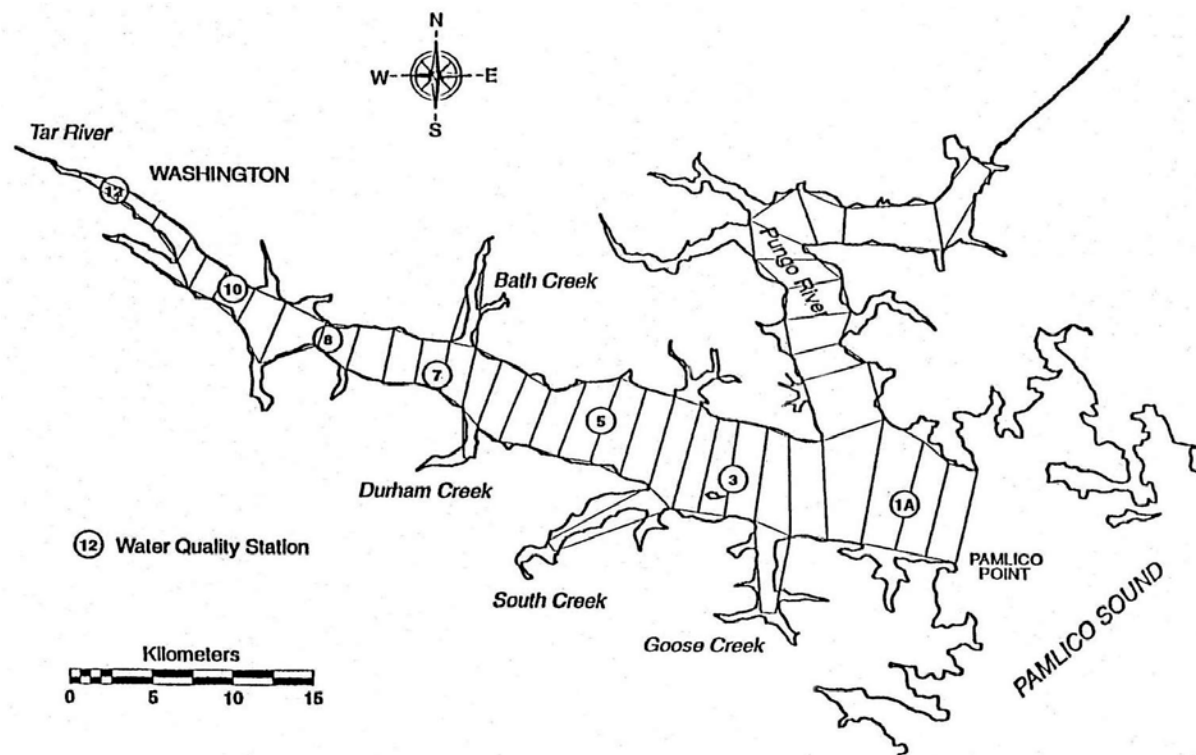 N
W
E
S
Tar River
WASHINGTON
12
10
8
7
5
3
1A
Bath Creek
Pungo River
Durham Creek
South Creek
Goose Creek
PAMLICO
POINT
PAMLICO SOUND
12 Water Quality Station
Kilometers
0 5 10 15